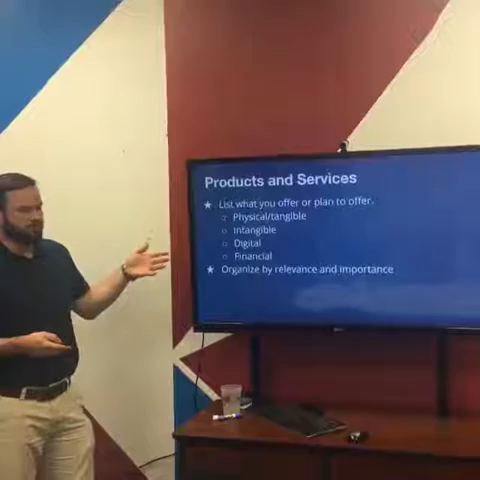 Products and Services
★ List what you offer or plan to offer.
○ Physical/tangible
○ Intangible
○ Digital
○ Financial
★ Organize by relevance and importance